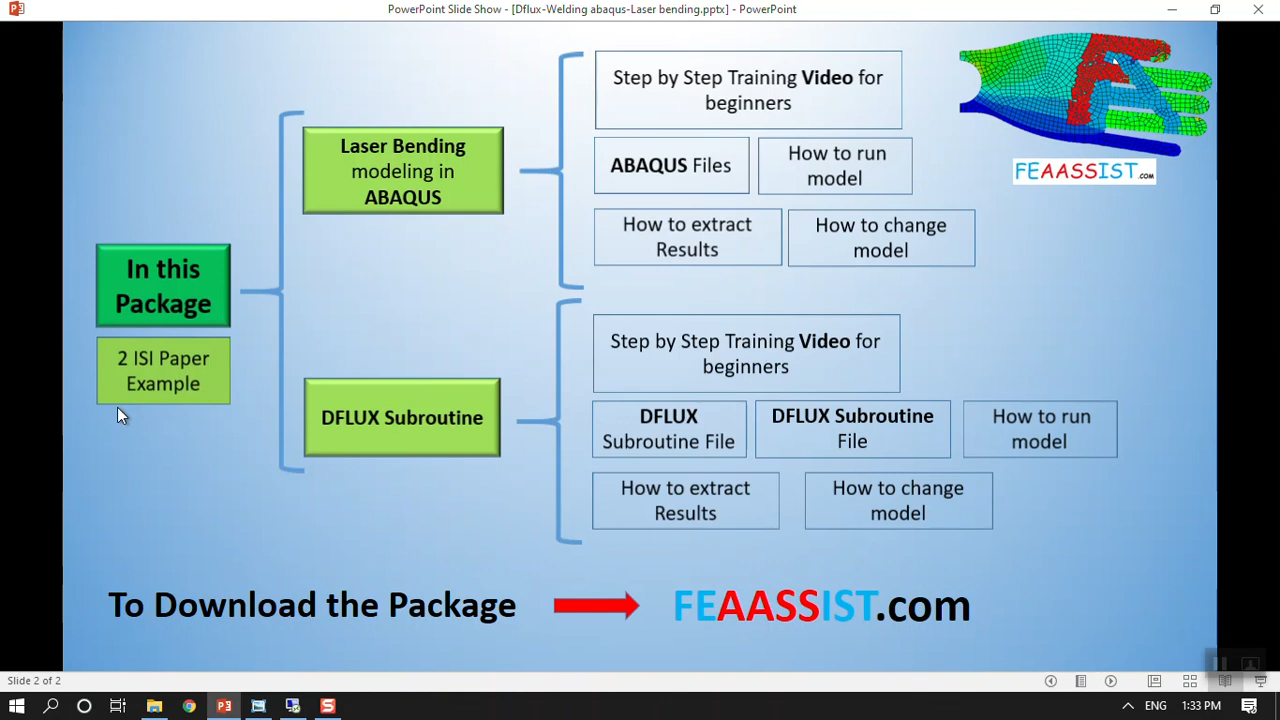 PowerPoint Slide Show - [Dflux-Welding abaqus-Laser bending.pptx] - PowerPoint
Step by Step Training Video for
beginners
Laser Bending
modeling in
ABAQUS
ABAQUS Files
How to run
model
FEAASSIST.com
How to extract
Results
How to change
model
In this
Package
2 ISI Paper
Example
Step by Step Training Video for
beginners
DFLUX Subroutine
DFLUX
Subroutine File
DFLUX Subroutine
File
How to run
model
How to extract
Results
How to change
model
To Download the Package
FEAASSIST.com
Slide 2 of 2
ENG
1:33 PM